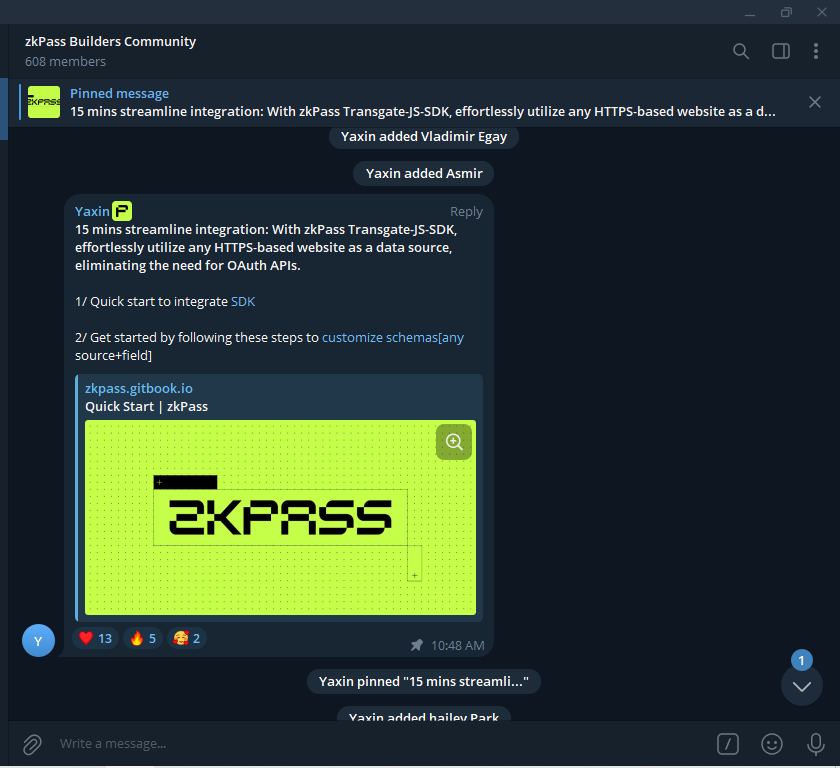 zkPass Builders Community
608 members
Pinned message
15 mins streamline integration: With zkPass Transgate-JS-SDK, effortlessly utilize any HTTPS-based website as a d...
ZKPASS
Yaxin added Vladimir Egay
Yaxin added Asmir
Yaxin
Reply
15 mins streamline integration: With zkPass Transgate-JS-SDK,
effortlessly utilize any HTTPS-based website as a data source,
eliminating the need for OAuth APIs.
1/ Quick start to integrate SDK
2/ Get started by following these steps to customize schemas[any
source+field]
zkpass.gitbook.io
Quick Start | zkPass
ZKPASS
Y
❤️ 13 🔥 5 🥰 2
10:48 AM
1
Yaxin pinned "15 mins streamli..."
Yaxin added hailey Park
Write a message...